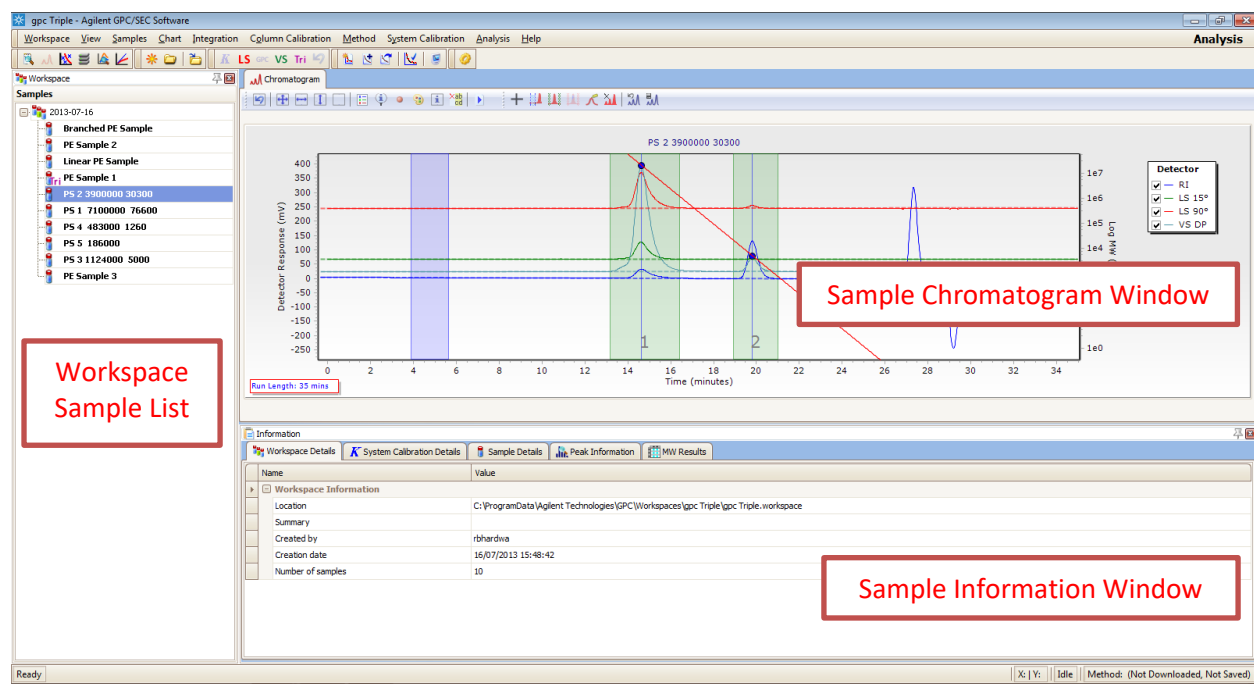 gpc Triple - Agilent GPC/SEC Software
Workspace View Samples Chart Integration Column Calibration Method System Calibration Analysis Help
Analysis
K LS GPC VS Tri
Workspace
Samples
2013-07-16
Branched PE Sample
PE Sample 2
Linear PE Sample
Tri PE Sample 1
PS 2 3900000 30300
PS 1 7100000 76600
PS 4 483000 1260
PS 5 186000
PS 3 1124000 5000
PE Sample 3
Workspace
Sample List
Chromatogram
PS 2 3900000 30300
Detector Response (mV)
400
350
300
250
200
150
100
50
0
-50
-100
-150
-200
-250
1
2
0 2 4 6 8 10 12 14 16 18 20 22 24 26 28 30 32 34
Time (minutes)
Run Length: 35 mins
1e7
1e6
1e5
1e4
1e0
Log MW
Detector
RI
LS 15°
LS 90°
VS DP
Sample Chromatogram Window
Information
Workspace Details K System Calibration Details Sample Details Peak Information MW Results
Name Value
Workspace Information
Location C:\ProgramData\Agilent Technologies\GPC\Workspaces\gpc Triple\gpc Triple.workspace
Summary
Created by rbhardwa
Creation date 16/07/2013 15:48:42
Number of samples 10
Sample Information Window
Ready
X: | Y: Idle Method: (Not Downloaded, Not Saved)